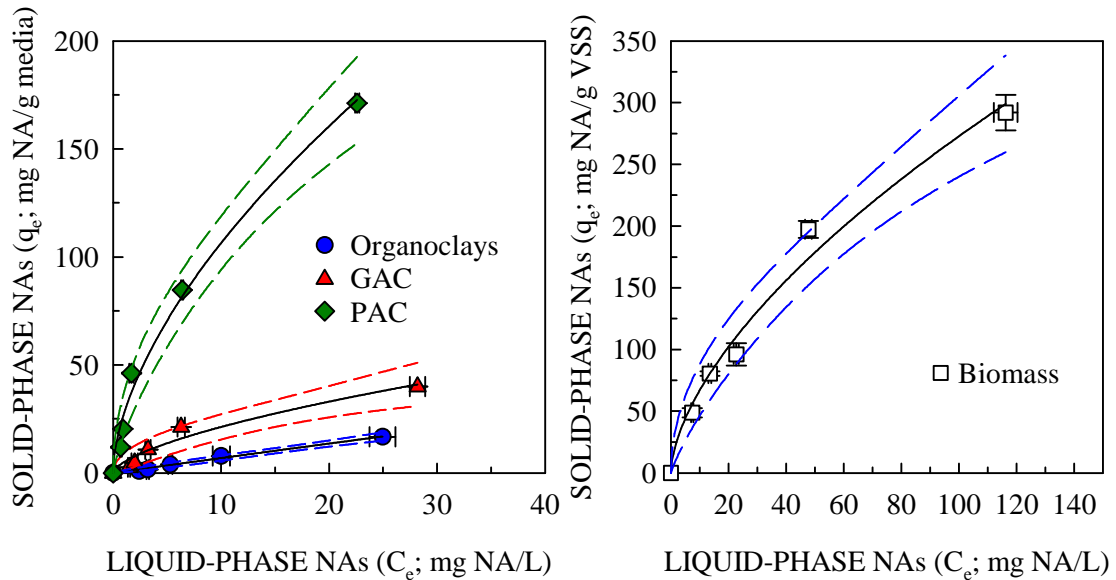 SOLID-PHASE NAs (qₑ; mg NA/g media)
200
150
100
50
0
Organoclays
GAC
PAC
0 10 20 30 40
LIQUID-PHASE NAs (Cₑ; mg NA/L)
SOLID-PHASE NAs (qₑ; mg NA/g VSS)
350
300
250
200
150
100
50
0
Biomass
0 20 40 60 80 100 120 140
LIQUID-PHASE NAs (Cₑ; mg NA/L)